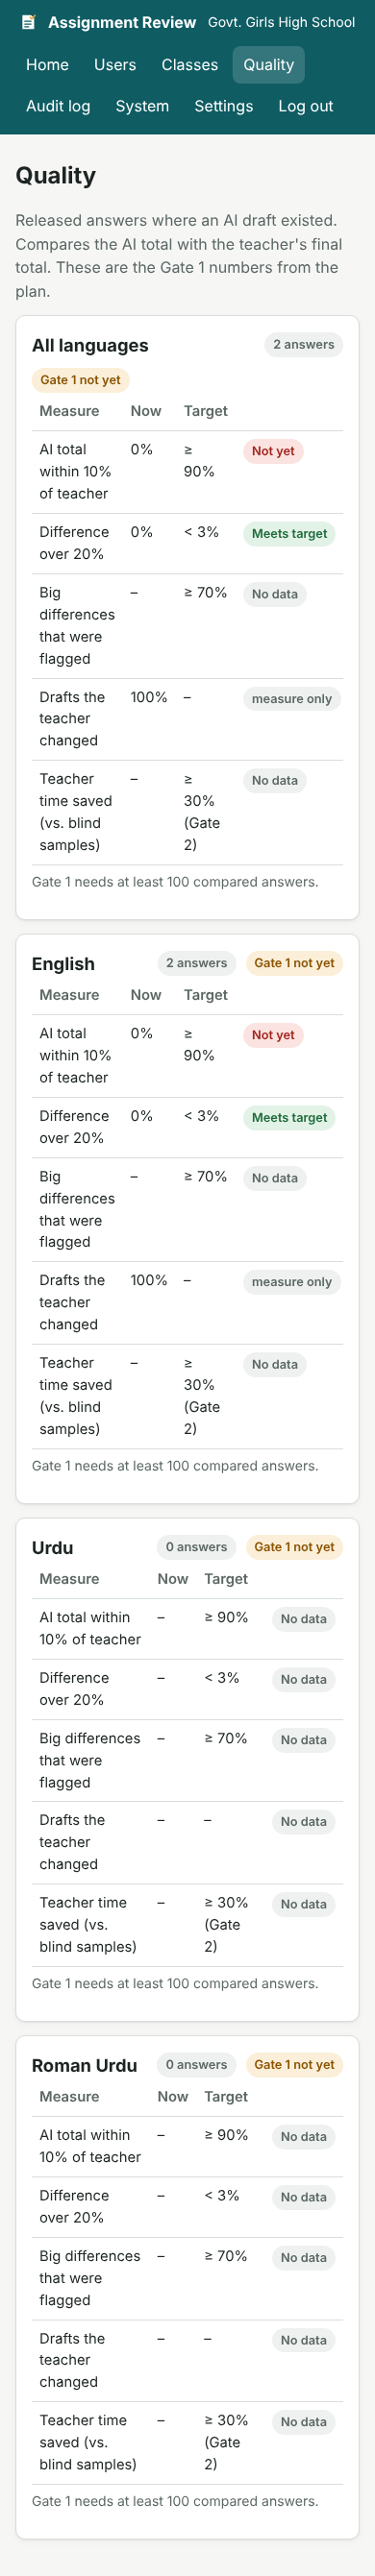 Assignment Review Govt. Girls High School
Home Users Classes Quality
Audit log System Settings Log out
Quality
Released answers where an AI draft existed.
Compares the AI total with the teacher's final
total. These are the Gate 1 numbers from the
plan.
All languages 2 answers
Gate 1 not yet
Measure Now Target
AI total within 10% of teacher 0% ≥ 90% Not yet
Difference over 20% 0% < 3% Meets target
Big differences that were flagged – ≥ 70% No data
Drafts the teacher changed 100% – measure only
Teacher time saved (vs. blind samples) – ≥ 30% (Gate 2) No data
Gate 1 needs at least 100 compared answers.
English 2 answers Gate 1 not yet
Measure Now Target
AI total within 10% of teacher 0% ≥ 90% Not yet
Difference over 20% 0% < 3% Meets target
Big differences that were flagged – ≥ 70% No data
Drafts the teacher changed 100% – measure only
Teacher time saved (vs. blind samples) – ≥ 30% (Gate 2) No data
Gate 1 needs at least 100 compared answers.
Urdu 0 answers Gate 1 not yet
Measure Now Target
AI total within 10% of teacher – ≥ 90% No data
Difference over 20% – < 3% No data
Big differences that were flagged – ≥ 70% No data
Drafts the teacher changed – – No data
Teacher time saved (vs. blind samples) – ≥ 30% (Gate 2) No data
Gate 1 needs at least 100 compared answers.
Roman Urdu 0 answers Gate 1 not yet
Measure Now Target
AI total within 10% of teacher – ≥ 90% No data
Difference over 20% – < 3% No data
Big differences that were flagged – ≥ 70% No data
Drafts the teacher changed – – No data
Teacher time saved (vs. blind samples) – ≥ 30% (Gate 2) No data
Gate 1 needs at least 100 compared answers.